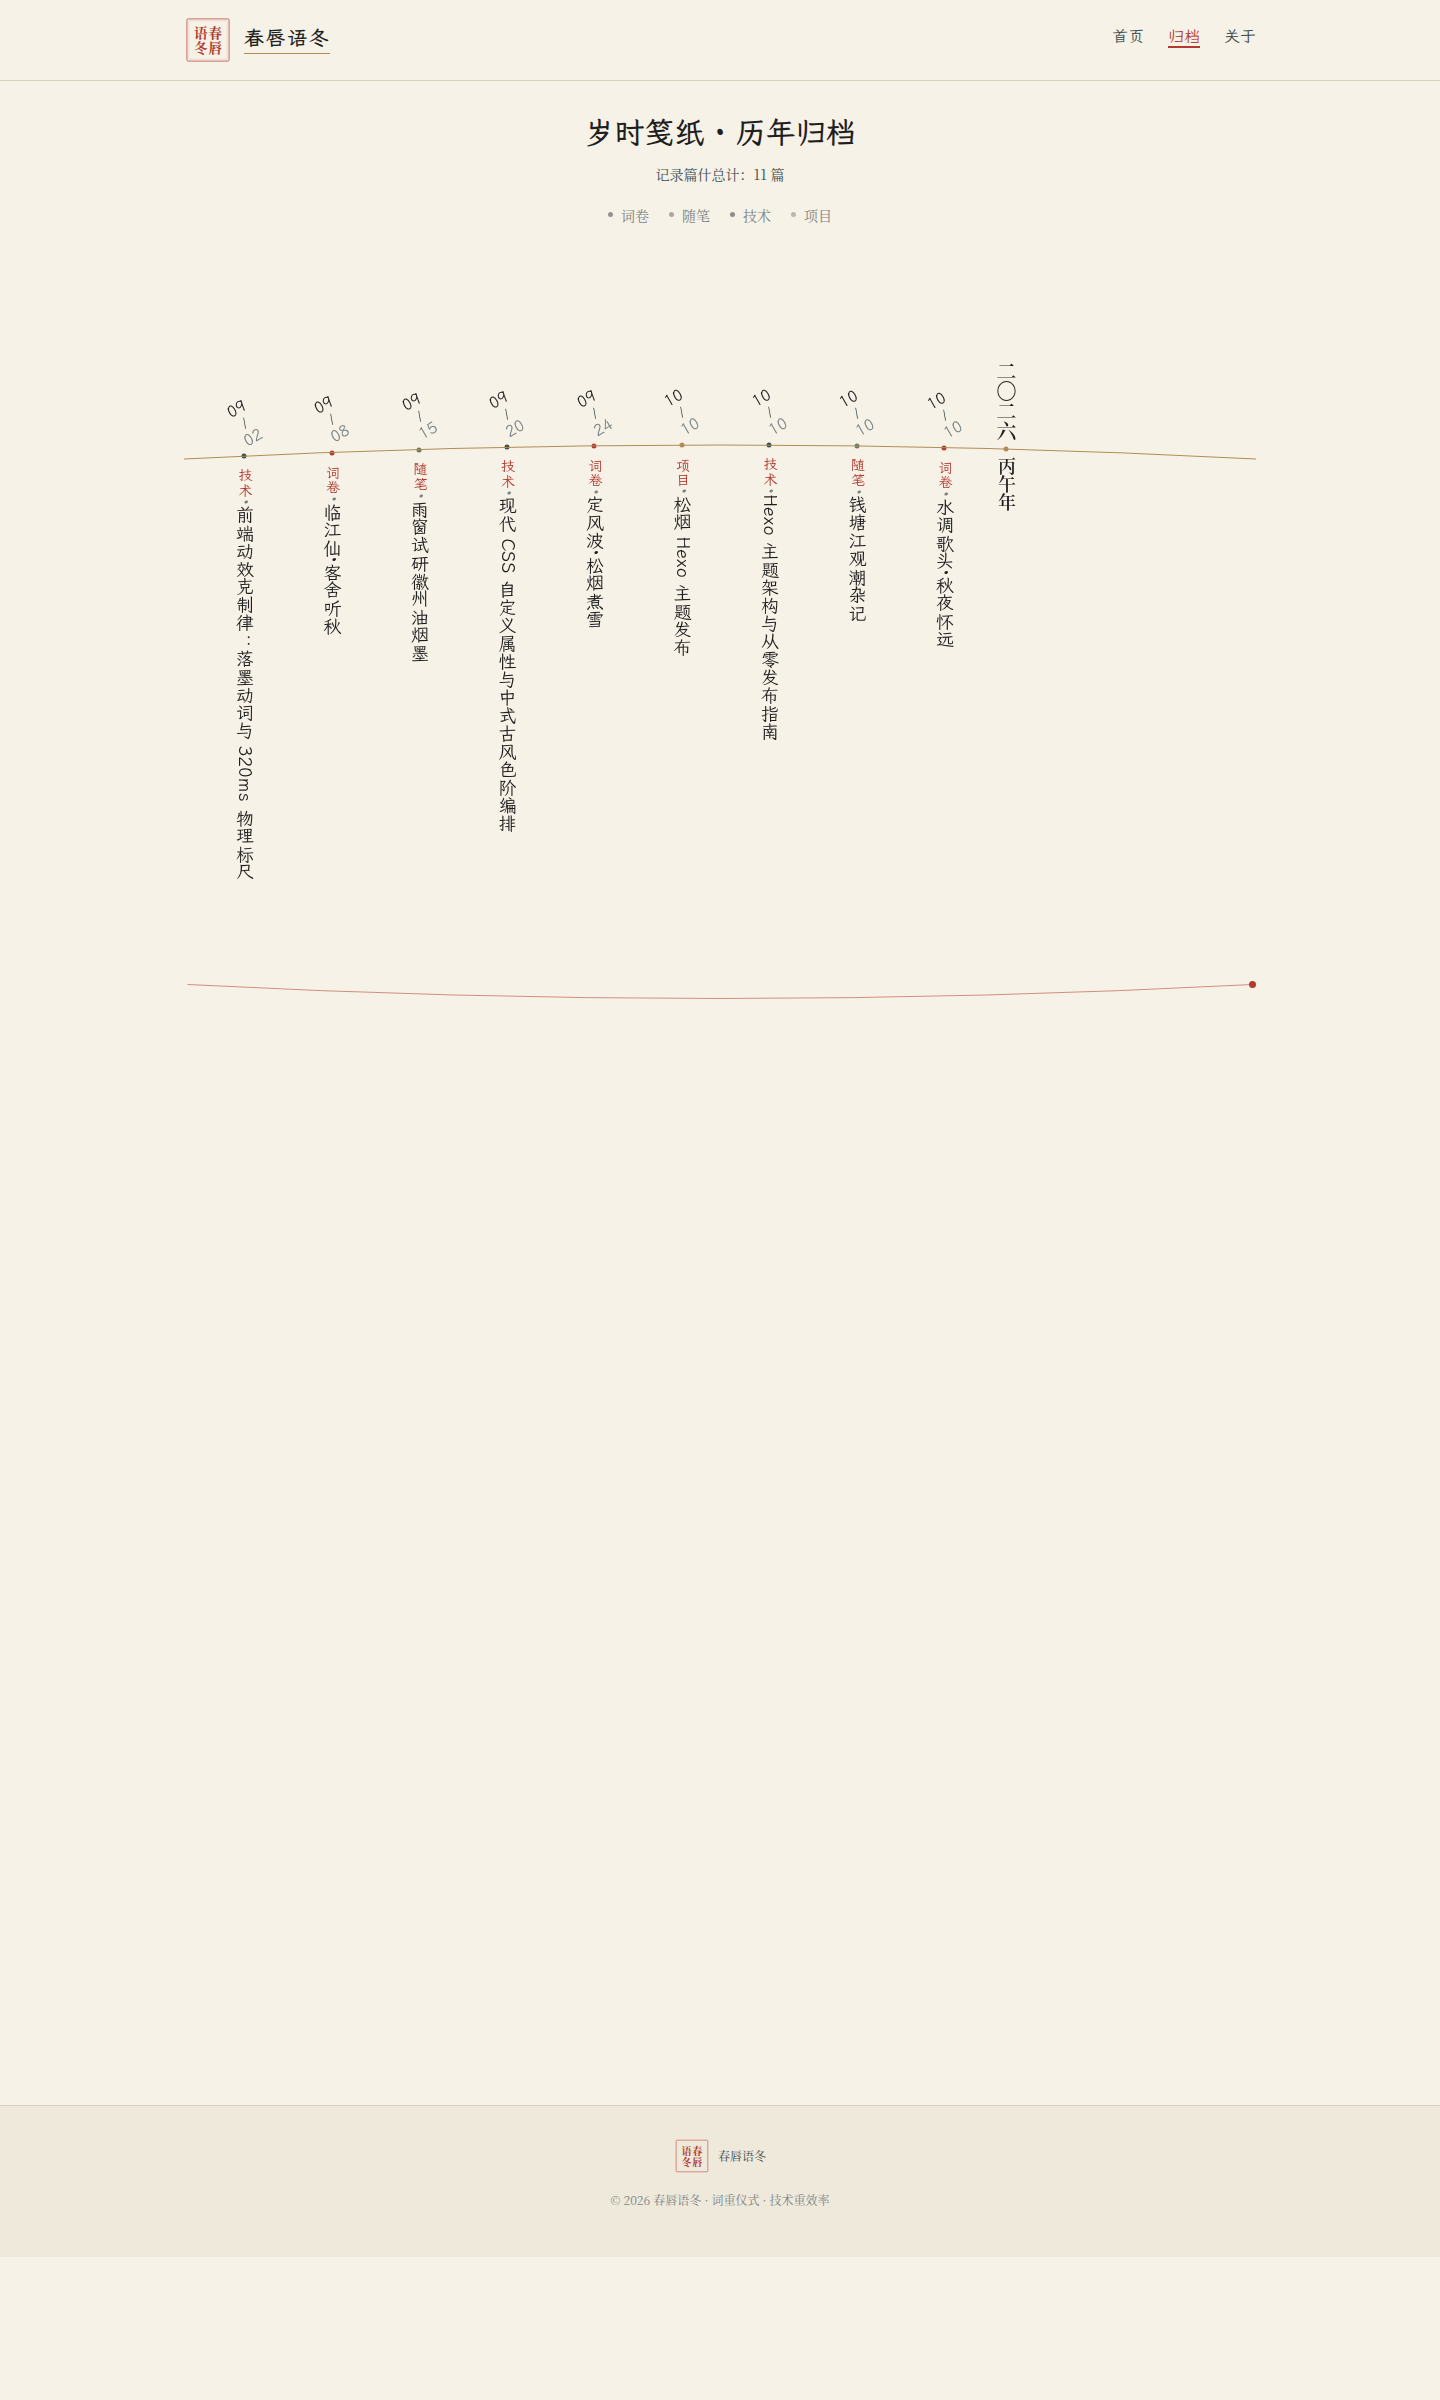 春唇
语冬
春唇语冬
首页
归档
关于
岁时笺纸・历年归档
记录篇什总计：11 篇
词卷
随笔
技术
项目
二〇二六
丙午年
10—10
词卷・水调歌头・秋夜怀远
10—10
随笔・钱塘江观潮杂记
10—10
技术・Hexo 主题架构与从零发布指南
10—10
项目・松烟 Hexo 主题发布
09—24
词卷・定风波・松烟煮雪
09—20
技术・现代 CSS 自定义属性与中式古风色阶编排
09—15
随笔・雨窗试研徽州油烟墨
09—08
词卷・临江仙・客舍听秋
09—02
技术・前端动效克制律：落墨动词与 320ms 物理标尺
春唇
语冬
春唇语冬
© 2026 春唇语冬 · 词重仪式 · 技术重效率